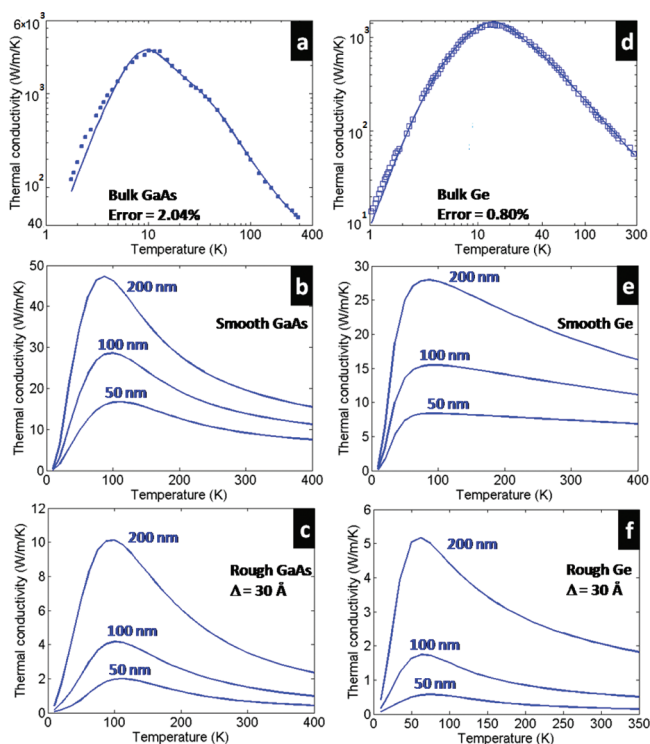 a
6×10³
10³
10²
40
Thermal conductivity (W/m/K)
Bulk GaAs
Error = 2.04%
1
10
100
400
Temperature (K)
d
10³
10²
10¹
Thermal conductivity (W/m/K)
Bulk Ge
Error = 0.80%
1
10
40
100
300
Temperature (K)
b
50
40
30
20
10
0
Thermal conductivity (W/m/K)
200 nm
Smooth GaAs
100 nm
50 nm
0
100
200
300
400
Temperature (K)
e
30
25
20
15
10
5
0
Thermal conductivity (W/m/K)
200 nm
Smooth Ge
100 nm
50 nm
0
100
200
300
400
Temperature (K)
c
12
10
8
6
4
2
0
Thermal conductivity (W/m/K)
200 nm
Rough GaAs
Δ = 30 Å
100 nm
50 nm
0
100
200
300
400
Temperature (K)
f
6
5
4
3
2
1
0
Thermal conductivity (W/m/K)
200 nm
Rough Ge
Δ = 30 Å
100 nm
50 nm
0
50
100
150
200
250
300
350
Temperature (K)